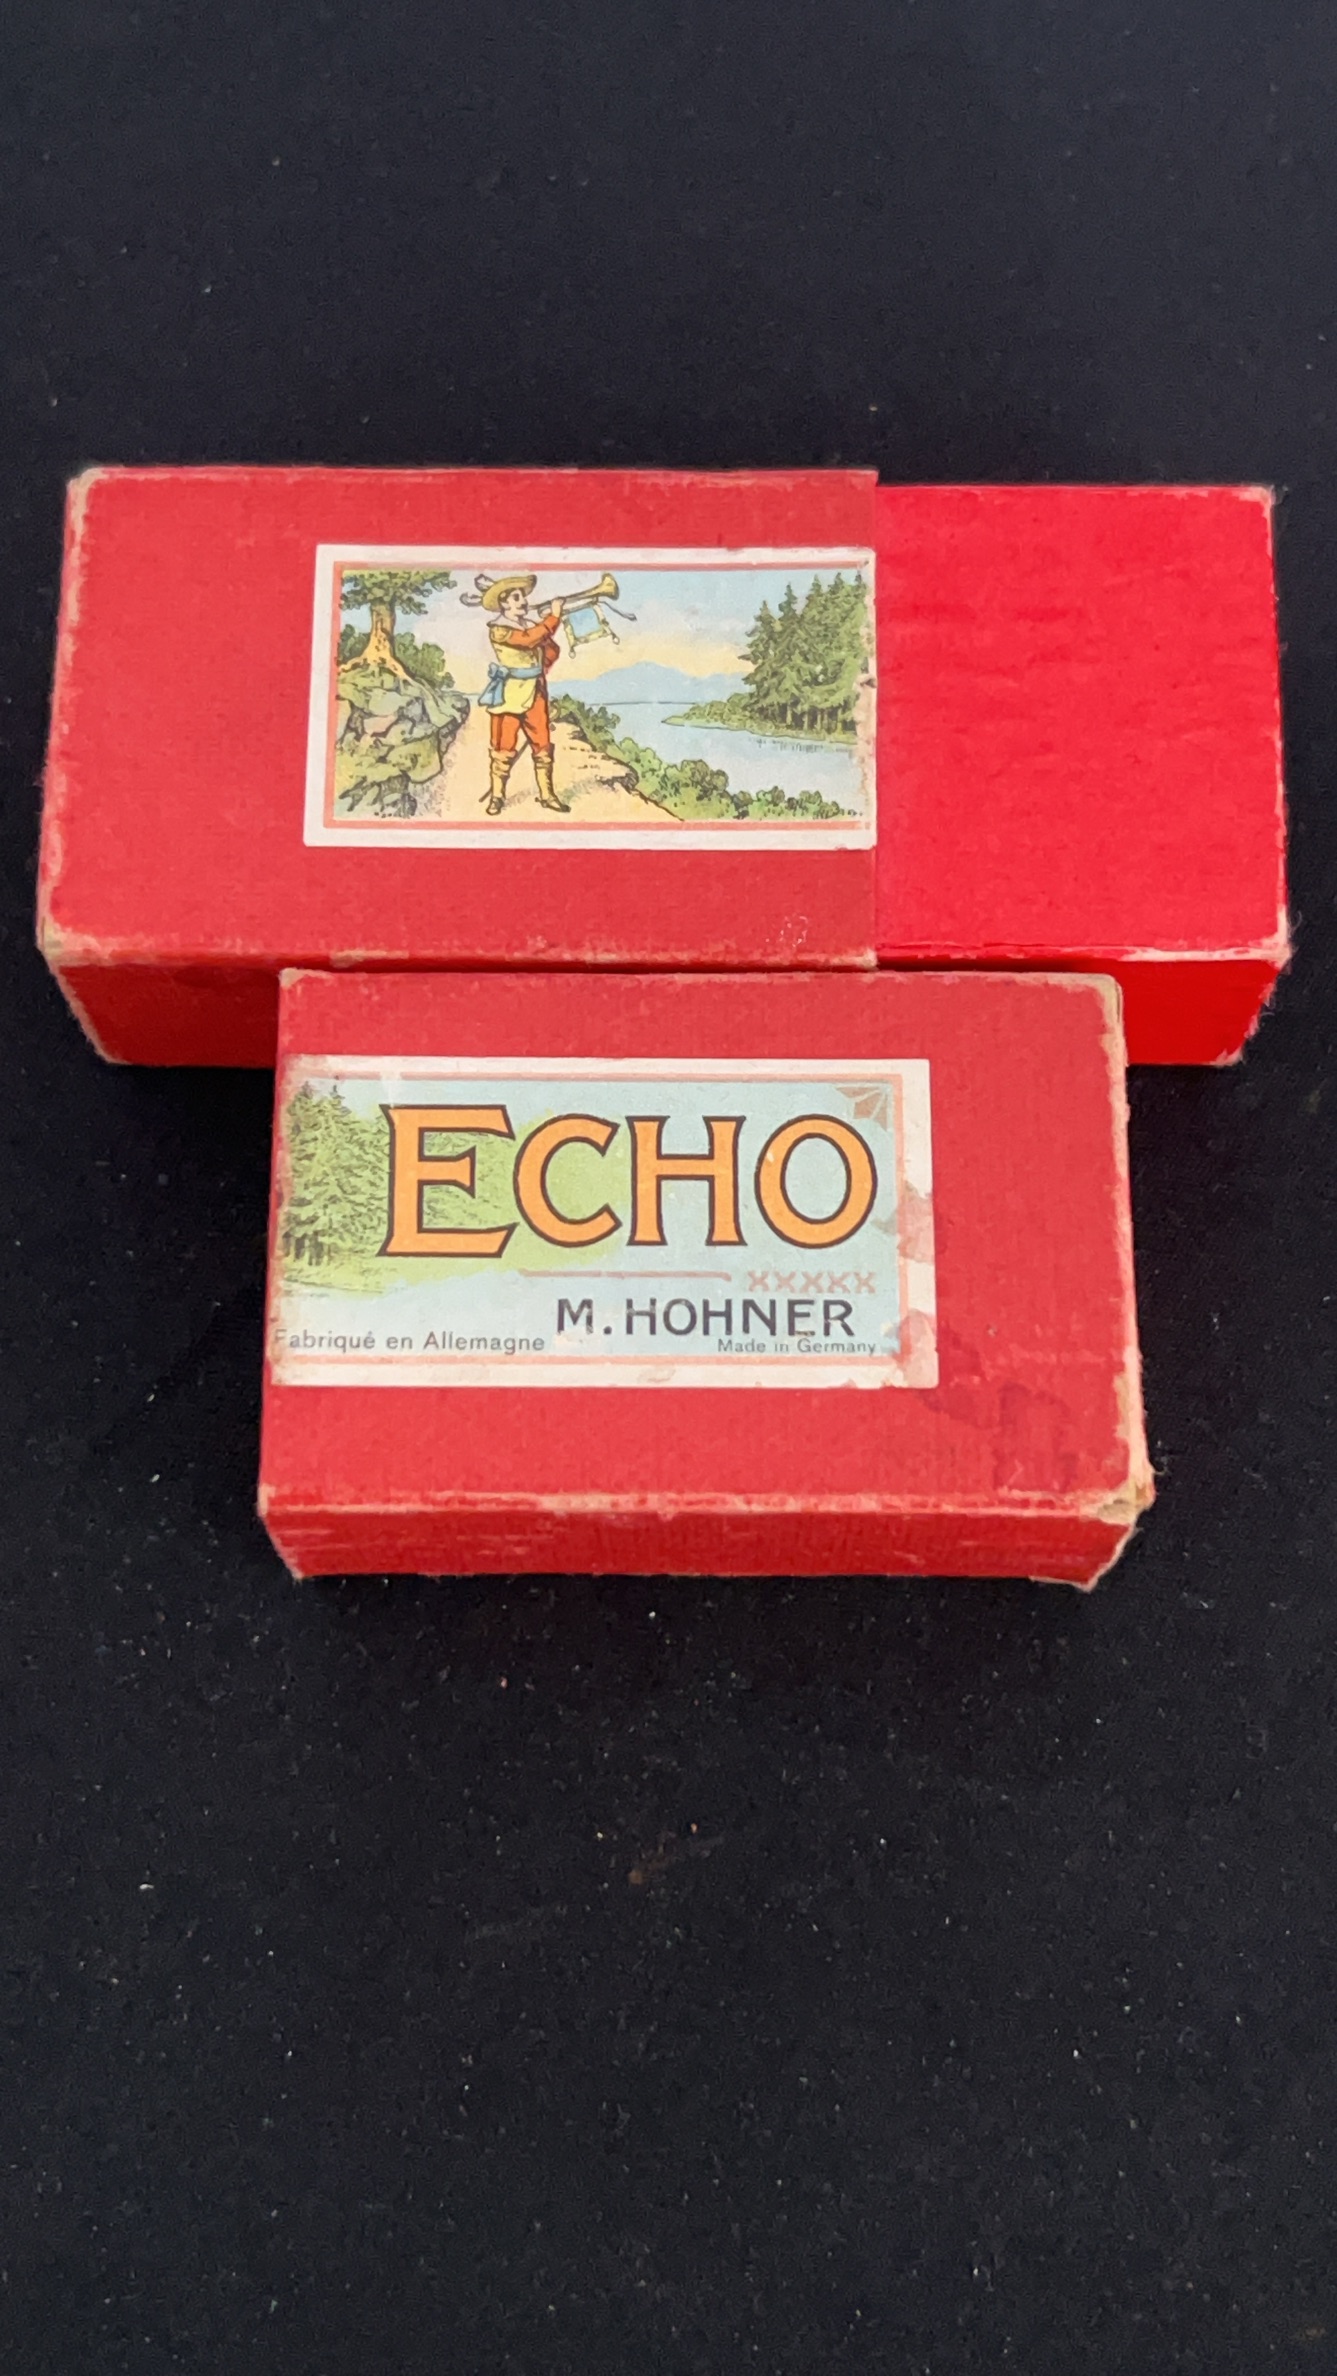 ECHO
XXXXX
M. HOHNER
Fabriqué en Allemagne
Made in Germany